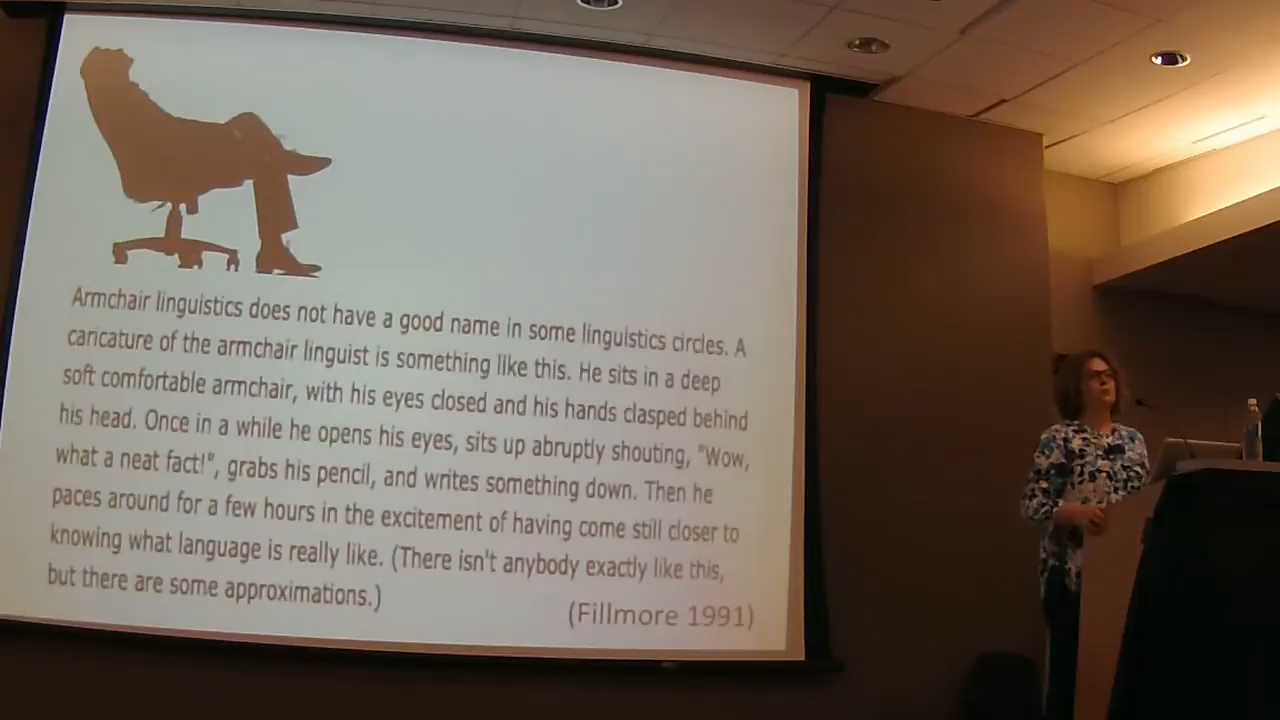 Armchair linguistics does not have a good name in some linguistics circles. A
caricature of the armchair linguist is something like this. He sits in a deep
soft comfortable armchair, with his eyes closed and his hands clasped behind
his head. Once in a while he opens his eyes, sits up abruptly shouting, "Wow,
what a neat fact!", grabs his pencil, and writes something down. Then he
paces around for a few hours in the excitement of having come still closer to
knowing what language is really like. (There isn't anybody exactly like this,
but there are some approximations.)
(Fillmore 1991)